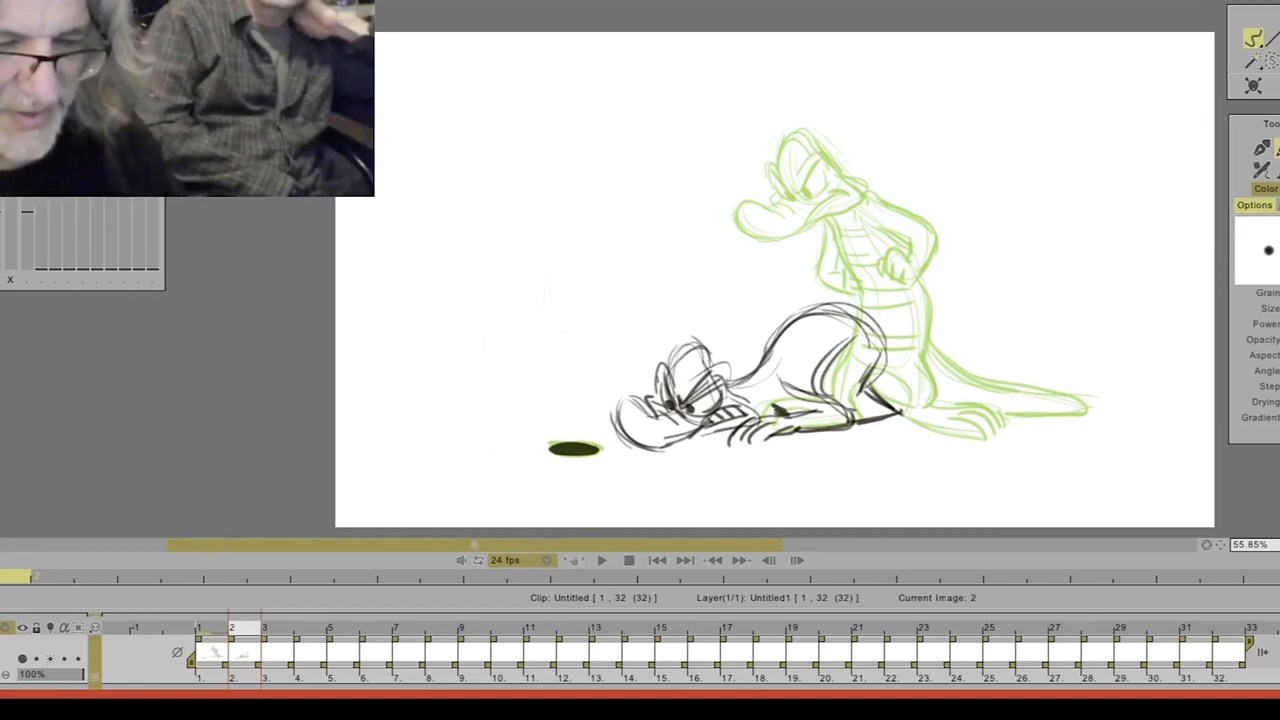 Too
Color
Options
Grain
Size
Power
Opacity
Aspect
Angle
Step
Drying
Gradient
X
24 fps
55.85%
2
Clip: Untitled [ 1 , 32 (32) ]
Layer(1/1): Untitled1 [ 1 , 32 (32) ]
Current Image: 2
-1 1 2 3 5 7 9 11 13 15 17 19 21 23 25 27 29 31 33
100%
1. 2. 3. 4. 5. 6. 7. 8. 9. 10. 11. 12. 13. 14. 15. 16. 17. 18. 19. 20. 21. 22. 23. 24. 25. 26. 27. 28. 29. 30. 31. 32.